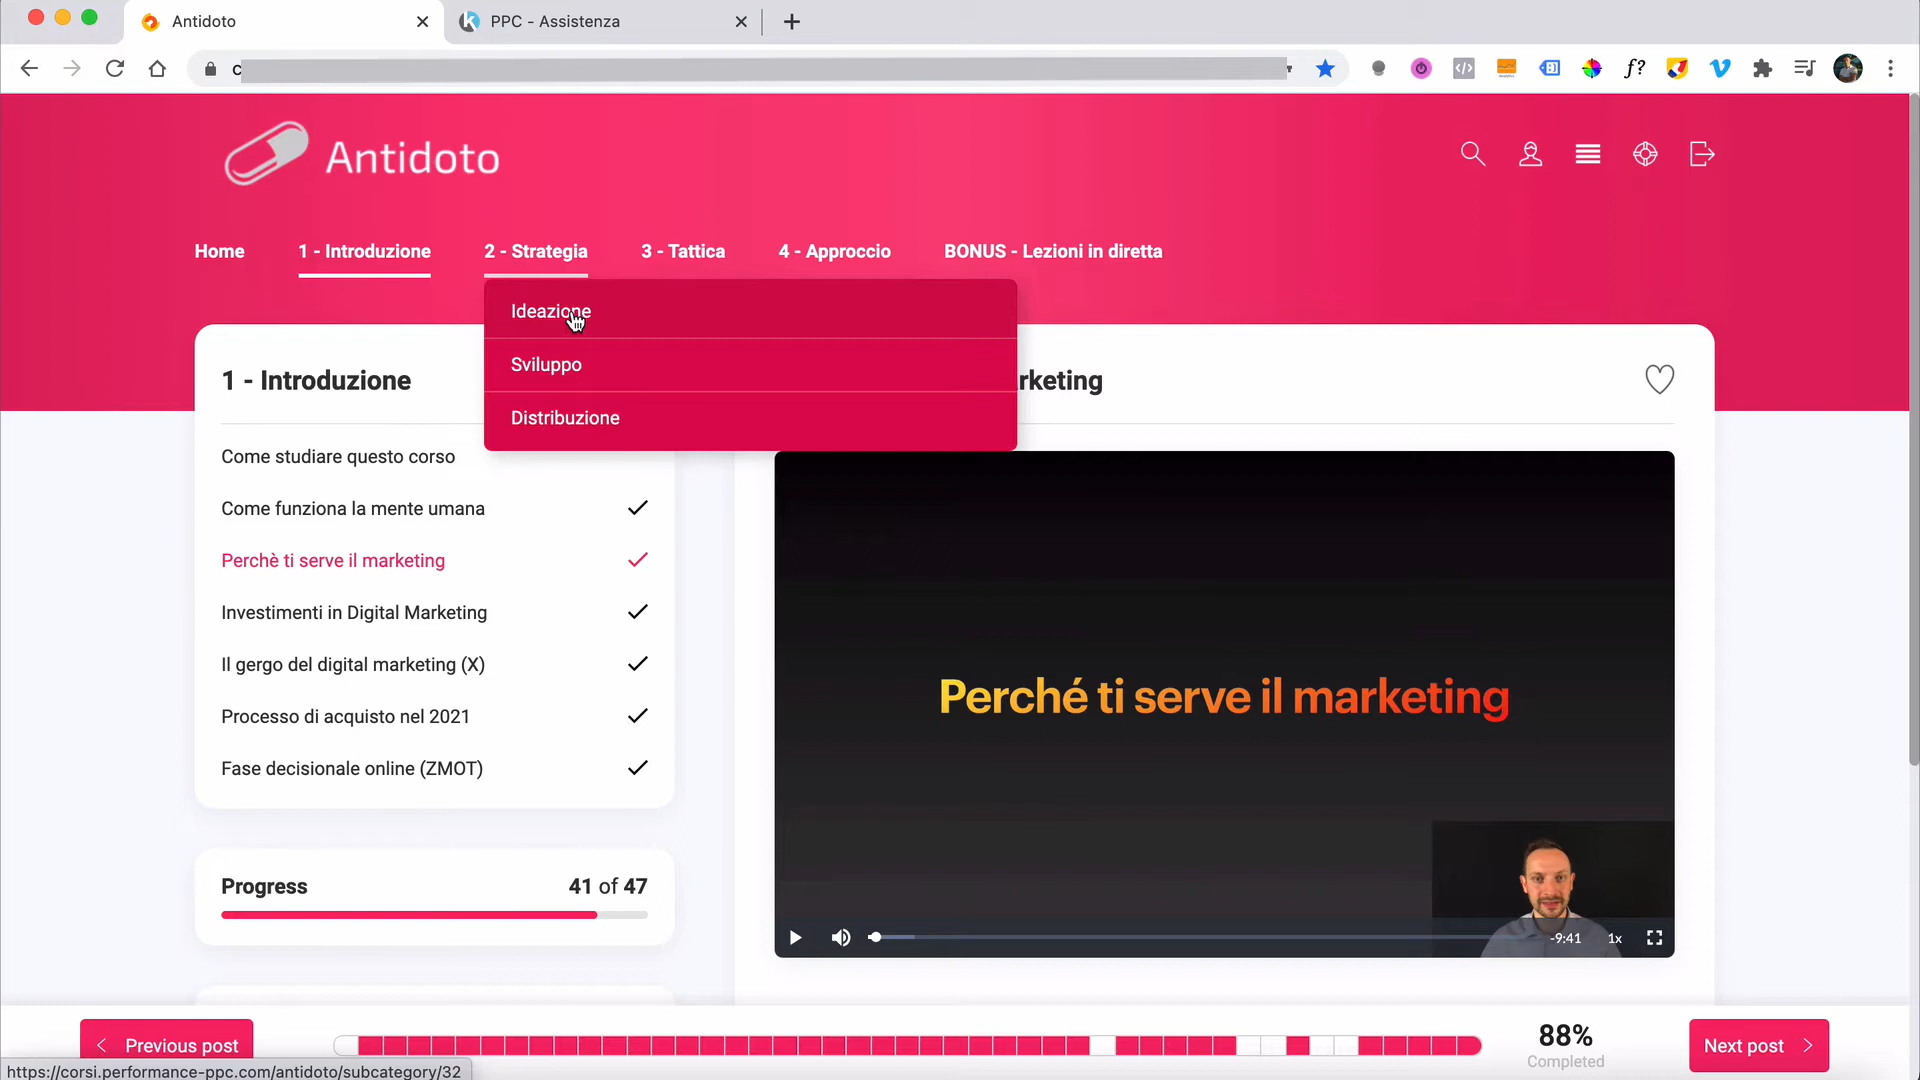 Antidoto
PPC - Assistenza
c
f?
Antidoto
Home
1 - Introduzione
2 - Strategia
3 - Tattica
4 - Approccio
BONUS - Lezioni in diretta
Ideazione
Sviluppo
Distribuzione
1 - Introduzione
rketing
Come studiare questo corso
Come funziona la mente umana
Perchè ti serve il marketing
Investimenti in Digital Marketing
Il gergo del digital marketing (X)
Processo di acquisto nel 2021
Fase decisionale online (ZMOT)
Perché ti serve il marketing
-9:41
1x
Progress
41 of 47
Previous post
88%
Completed
Next post
https://corsi.performance-ppc.com/antidoto/subcategory/32